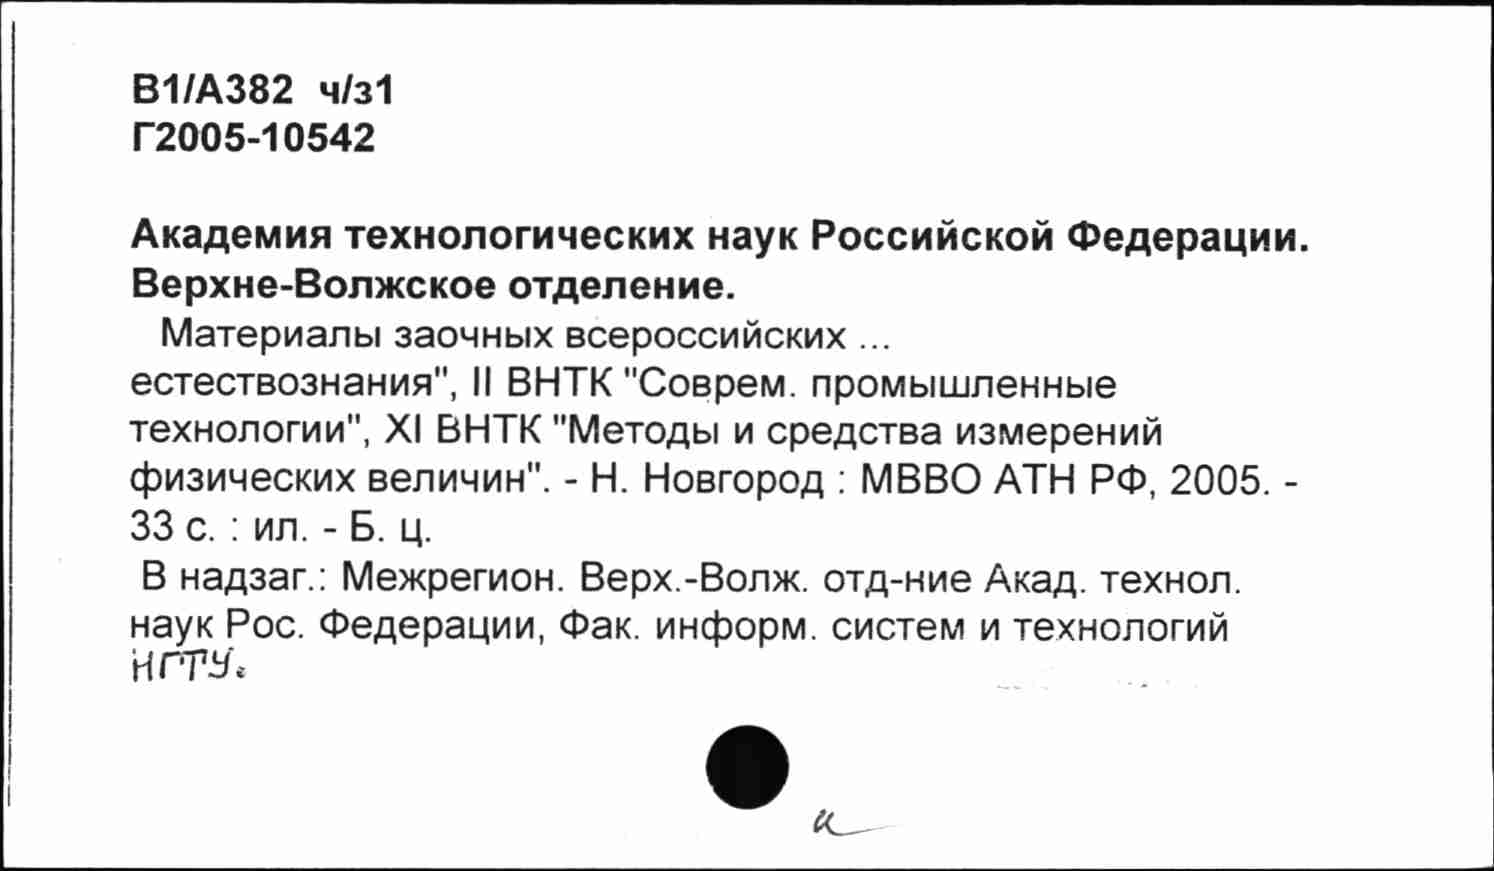 В1/А382 ч/з1
Г2005-10542
Академия технологических наук Российской Федерации.
Верхне-Волжское отделение.
Материалы заочных всероссийских ...
естествознания", II ВНТК "Соврем. промышленные
технологии", XI ВНТК "Методы и средства измерений
физических величин". - Н. Новгород : МВВО АТН РФ, 2005. -
33 с. : ил. - Б. ц.
В надзаг.: Межрегион. Верх.-Волж. отд-ние Акад. технол.
наук Рос. Федерации, Фак. информ. систем и технологий
НГТУ.
и